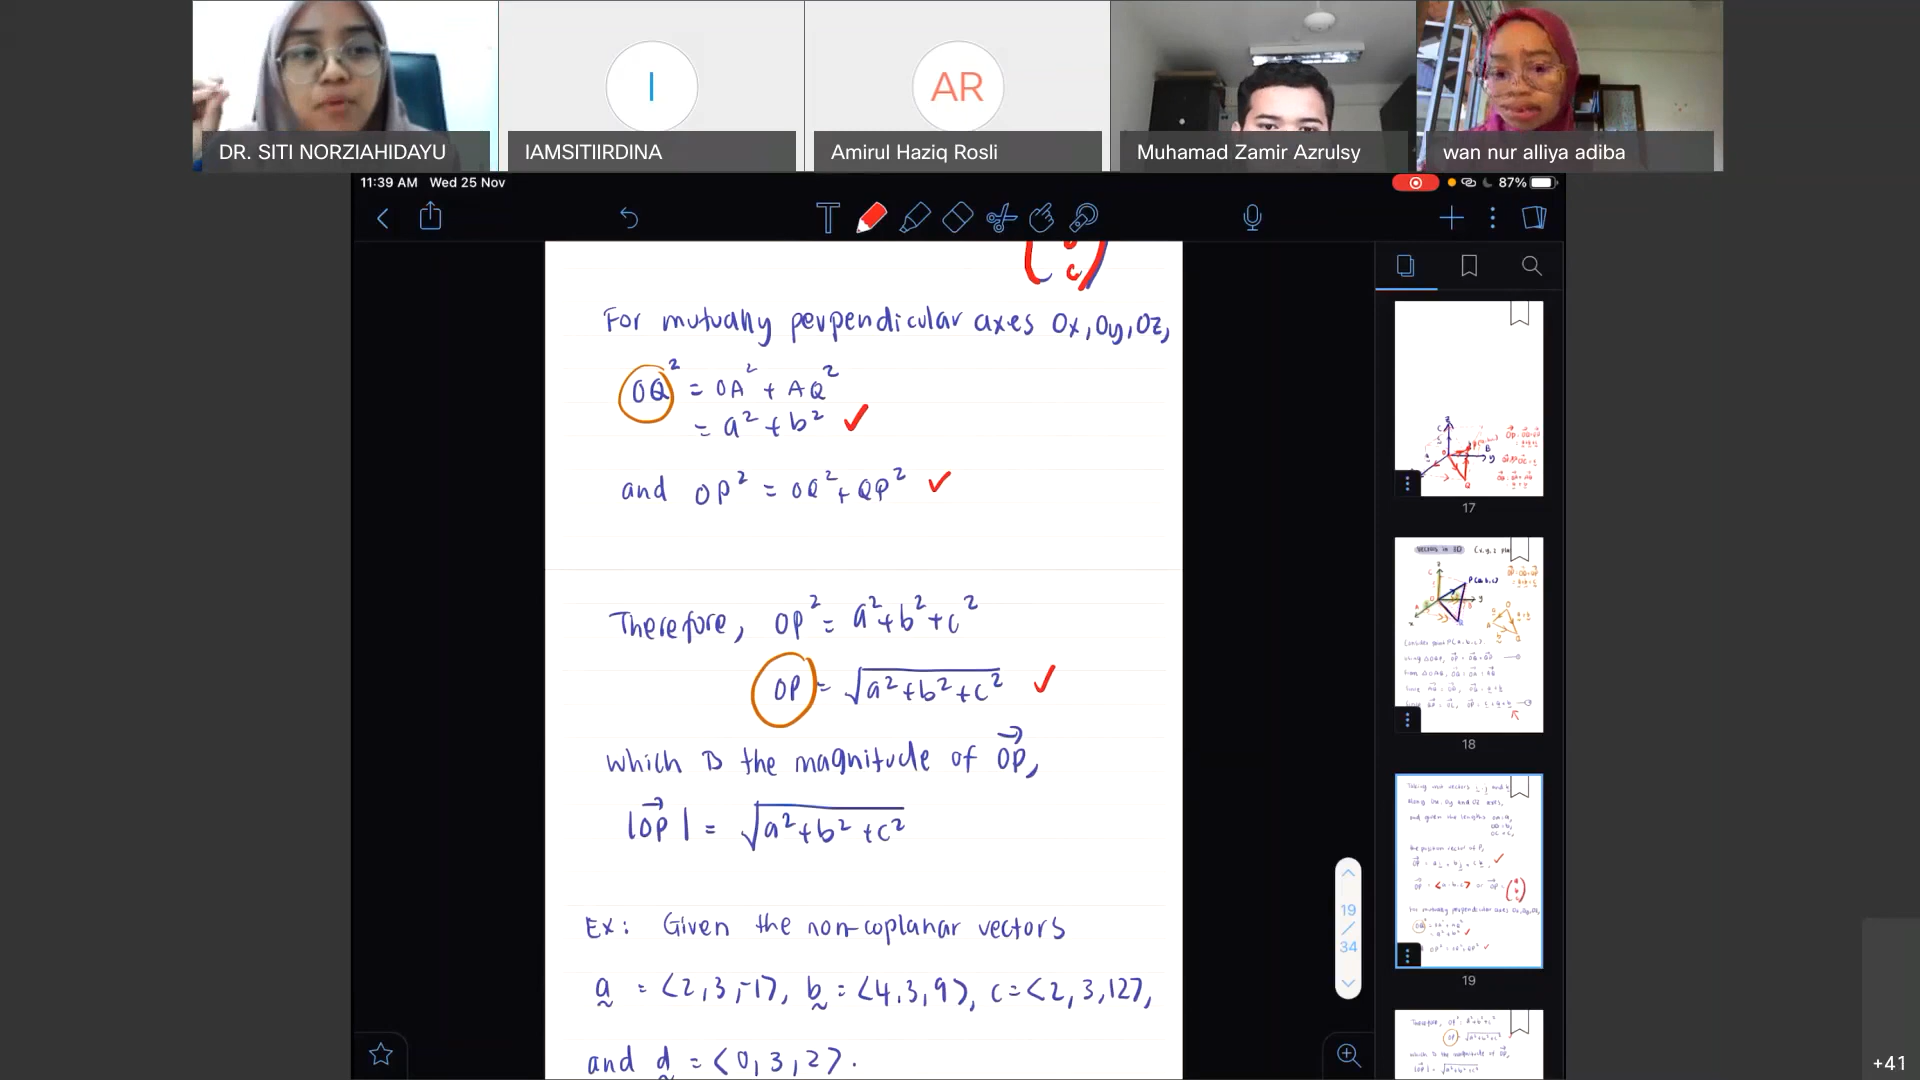 DR. SITI NORZIAHIDAYU
I
IAMSITIIRDINA
AR
Amirul Haziq Rosli
Muhamad Zamir Azrulsy
wan nur alliya adiba
11:39 AM Wed 25 Nov
87%
c
For mutually perpendicular axes Ox, Oy, Oz,
OQ² = OA² + AQ²
= a² + b² ✓
and OP² = OQ² + QP² ✓
Therefore, OP² = a² + b² + c²
OP = √a² + b² + c² ✓
which is the magnitude of OP→,
|OP→| = √a² + b² + c²
Ex: Given the non-coplanar vectors
a = <2, 3, -1>, b = <4, 3, 9>, c = <2, 3, 12>,
and d = <0, 3, 2>.
19
/
34
17
18
19
+41